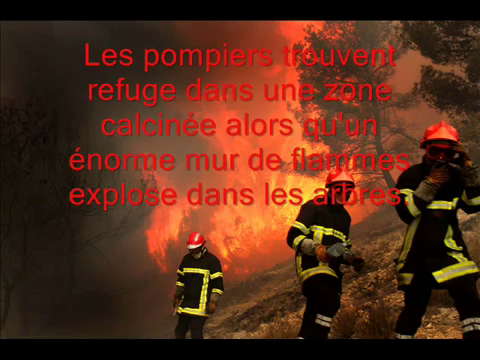 Les pompiers trouvent
refuge dans une zone
calcinée alors qu'un
énorme mur de flammes
explose dans les arbres.